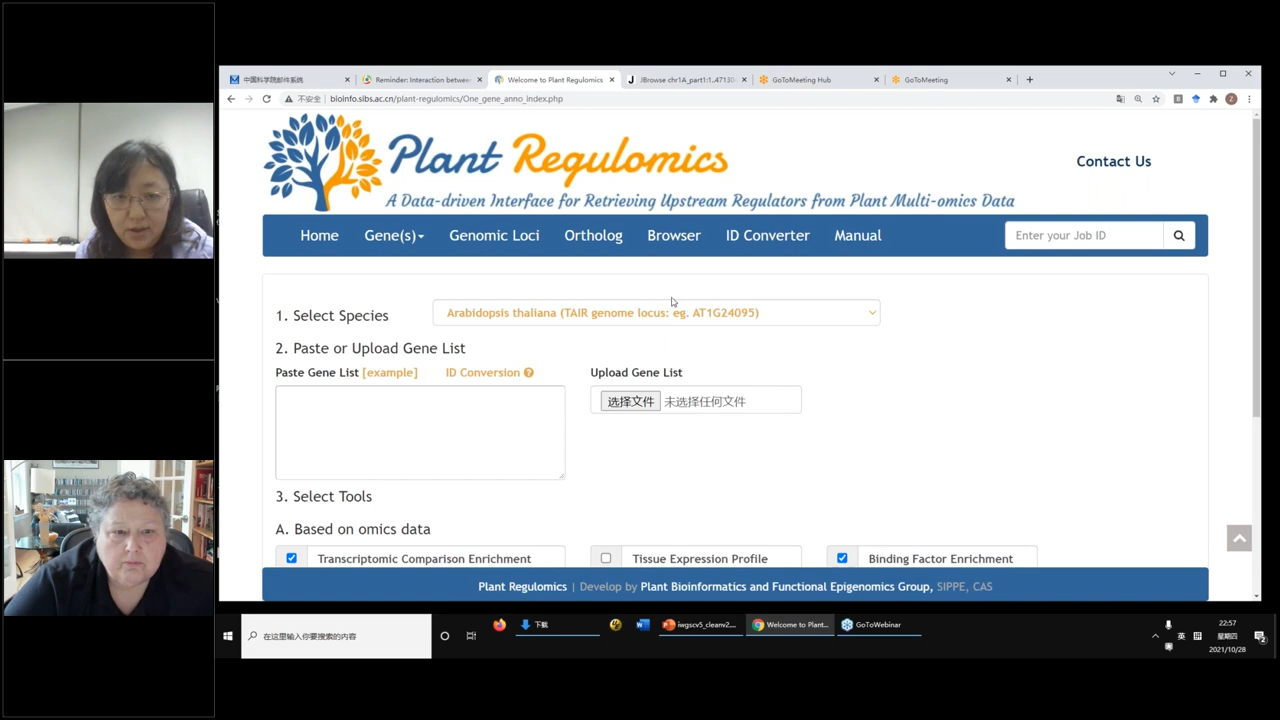 中国科学院邮件系统
Reminder: Interaction betwee
Welcome to Plant Regulomics
JBrowse chr1A_part1:1..47130
GoToMeeting Hub
GoToMeeting
不安全
bioinfo.sibs.ac.cn/plant-regulomics/One_gene_anno_index.php
Plant Regulomics
A Data-driven Interface for Retrieving Upstream Regulators from Plant Multi-omics Data
Contact Us
Home
Gene(s)
Genomic Loci
Ortholog
Browser
ID Converter
Manual
Enter your Job ID
1. Select Species
Arabidopsis thaliana (TAIR genome locus: eg. AT1G24095)
2. Paste or Upload Gene List
Paste Gene List [example]
ID Conversion
Upload Gene List
选择文件 未选择任何文件
3. Select Tools
A. Based on omics data
Transcriptomic Comparison Enrichment
Tissue Expression Profile
Binding Factor Enrichment
Plant Regulomics | Develop by Plant Bioinformatics and Functional Epigenomics Group, SIPPE, CAS
在这里输入你要搜索的内容
下载
iwgscv5_cleanv2....
Welcome to Plant...
GoToWebinar
英
22:57
星期四
2021/10/28